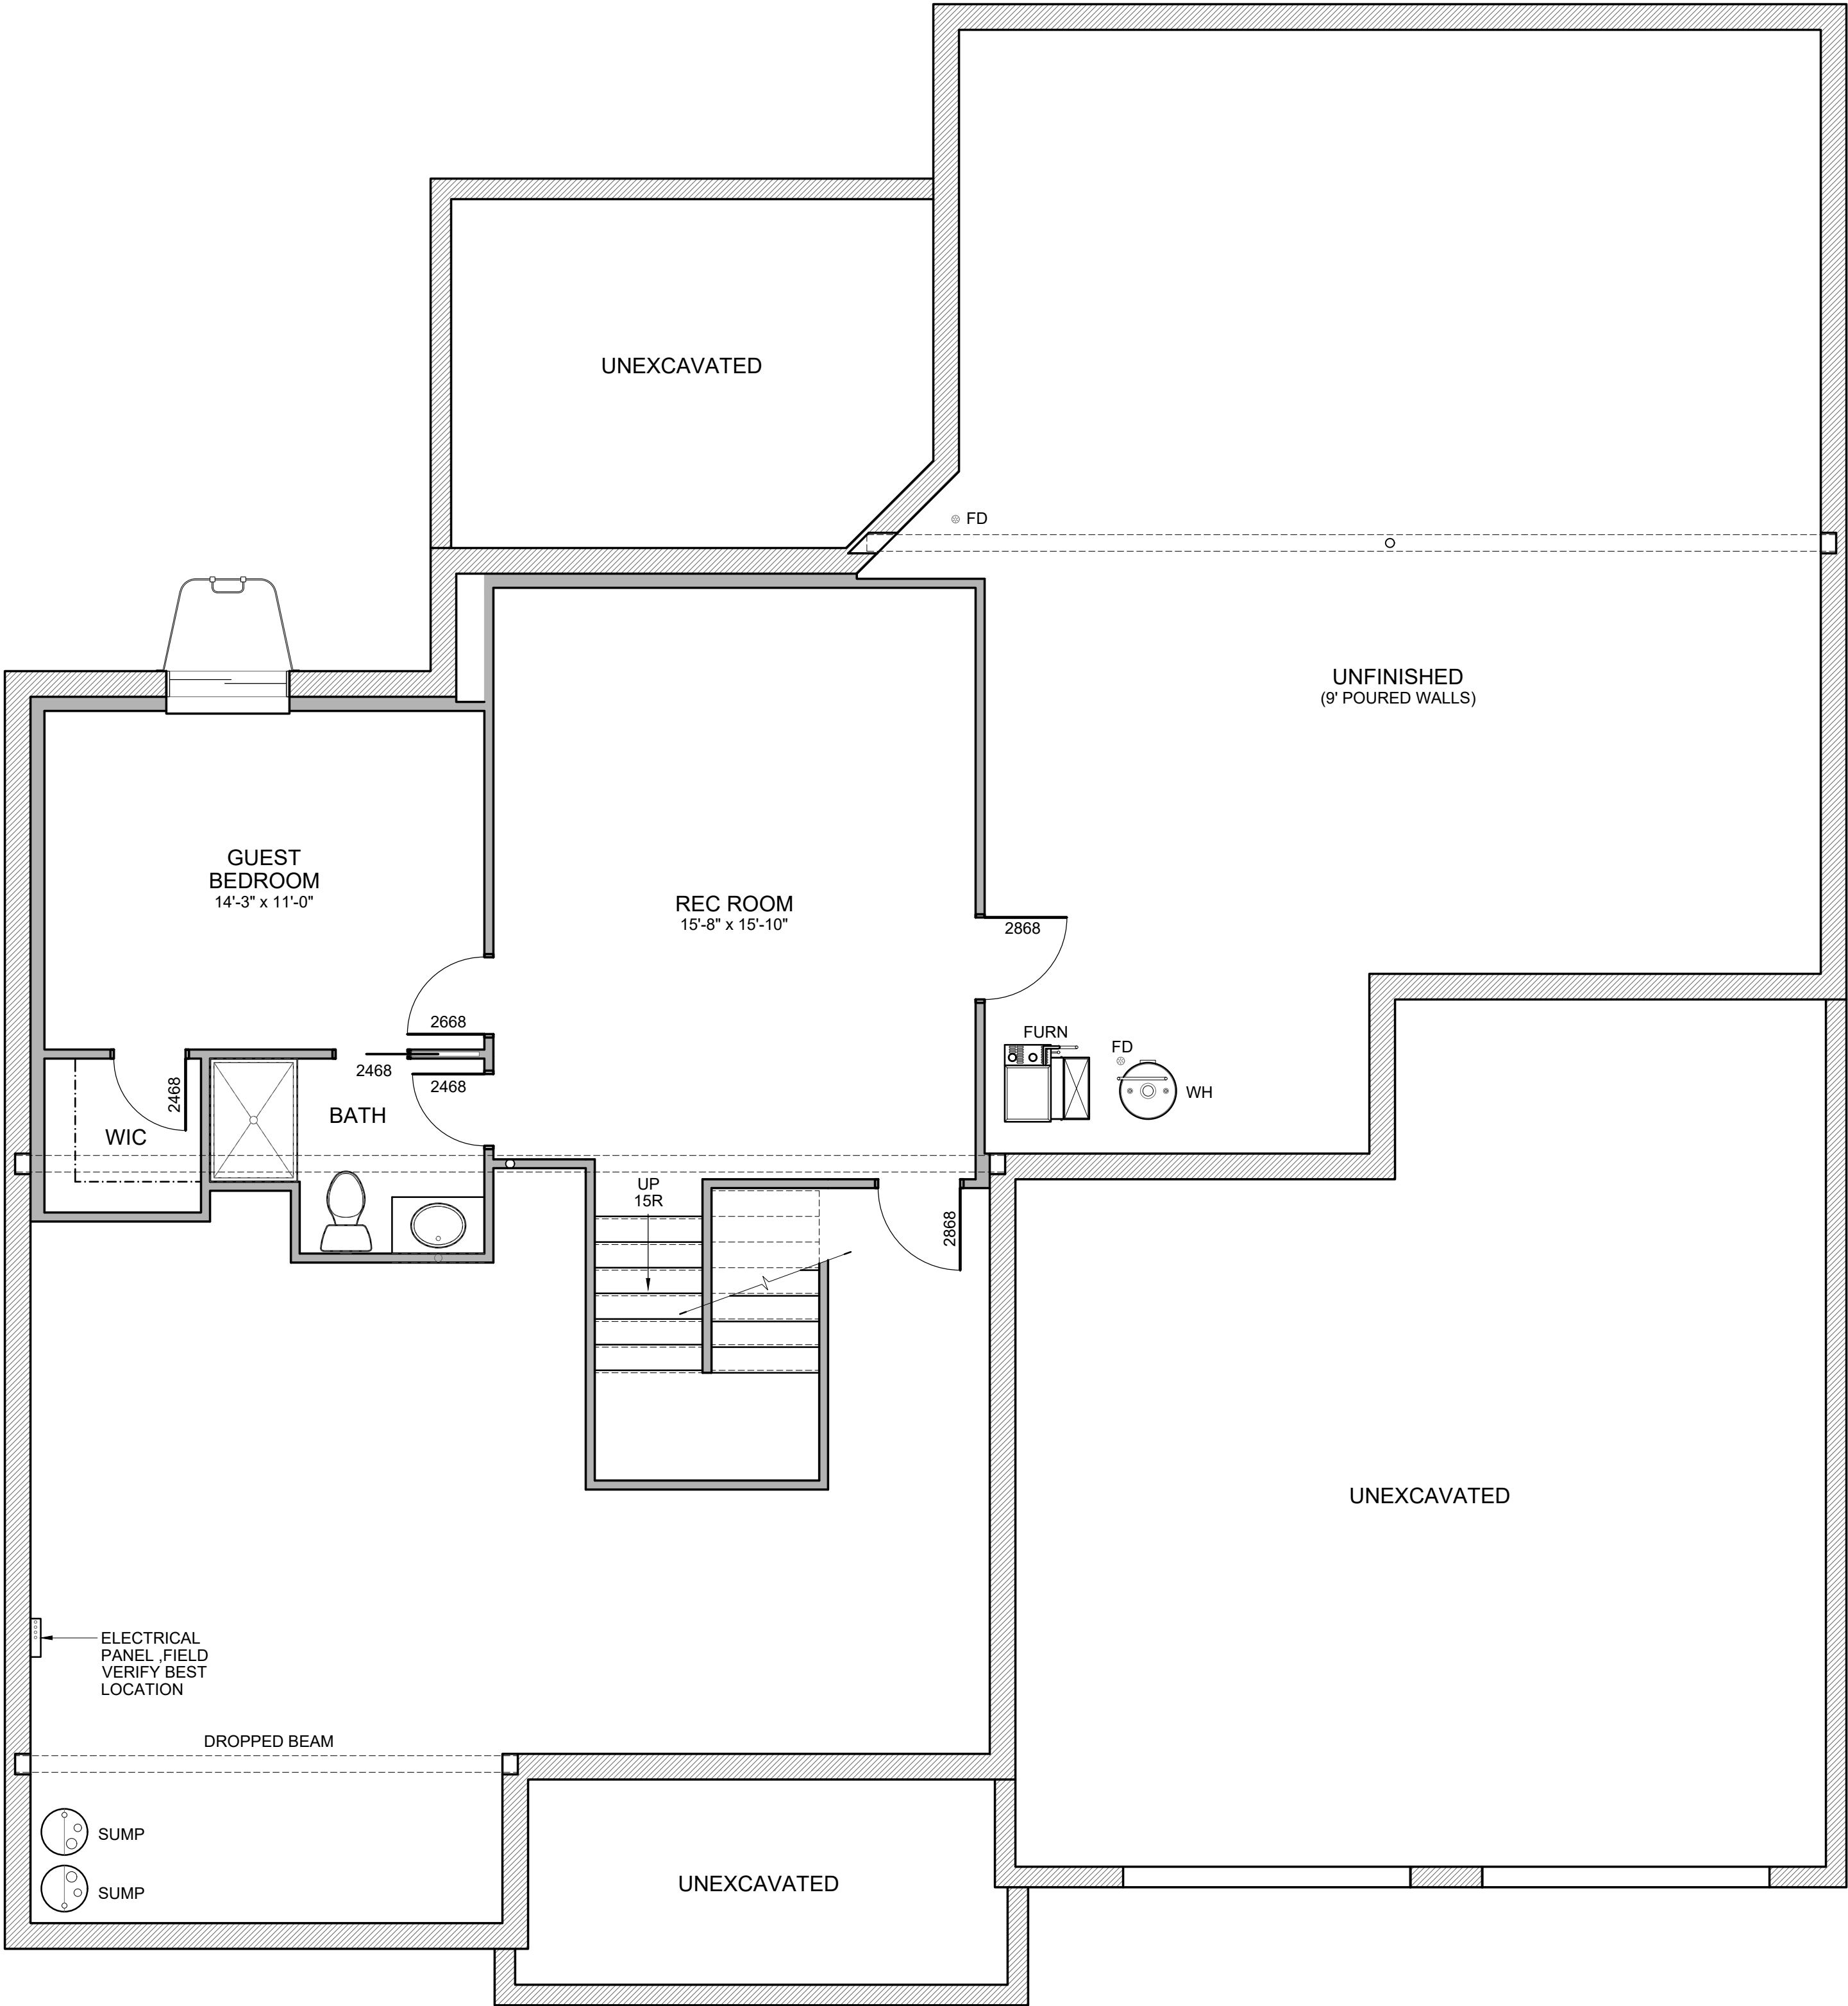 UNEXCAVATED
FD
UNFINISHED
(9' POURED WALLS)
GUEST
BEDROOM
14'-3" x 11'-0"
REC ROOM
15'-8" x 15'-10"
2868
2668
FURN
FD
WH
2468
2468
2468
BATH
WIC
UP
15R
2868
UNEXCAVATED
ELECTRICAL
PANEL ,FIELD
VERIFY BEST
LOCATION
DROPPED BEAM
SUMP
SUMP
UNEXCAVATED